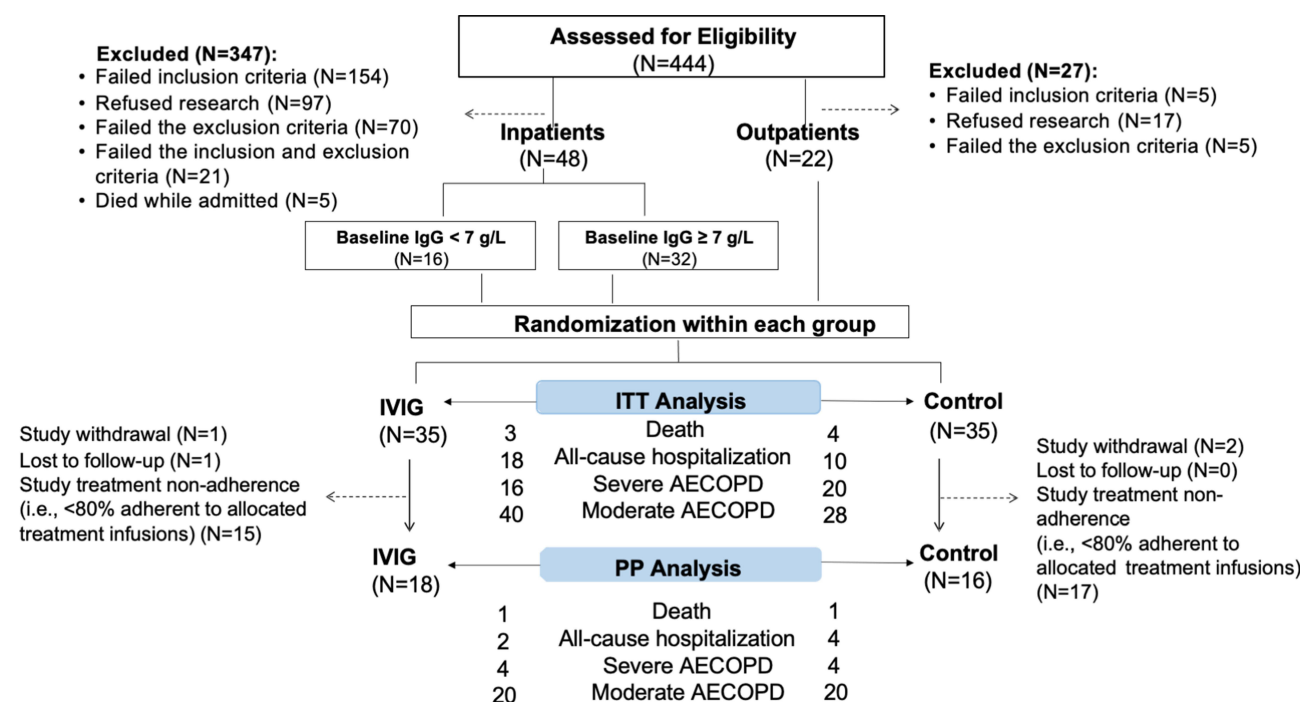 Assessed for Eligibility
(N=444)
Excluded (N=347):
• Failed inclusion criteria (N=154)
• Refused research (N=97)
• Failed the exclusion criteria (N=70)
• Failed the inclusion and exclusion
criteria (N=21)
• Died while admitted (N=5)
Excluded (N=27):
• Failed inclusion criteria (N=5)
• Refused research (N=17)
• Failed the exclusion criteria (N=5)
Inpatients
(N=48)
Outpatients
(N=22)
Baseline IgG < 7 g/L
(N=16)
Baseline IgG ≥ 7 g/L
(N=32)
Randomization within each group
IVIG
(N=35)
ITT Analysis
Control
(N=35)
3 Death 4
18 All-cause hospitalization 10
16 Severe AECOPD 20
40 Moderate AECOPD 28
Study withdrawal (N=1)
Lost to follow-up (N=1)
Study treatment non-adherence
(i.e., <80% adherent to allocated
treatment infusions) (N=15)
Study withdrawal (N=2)
Lost to follow-up (N=0)
Study treatment non-
adherence
(i.e., <80% adherent to
allocated treatment infusions)
(N=17)
IVIG
(N=18)
PP Analysis
Control
(N=16)
1 Death 1
2 All-cause hospitalization 4
4 Severe AECOPD 4
20 Moderate AECOPD 20